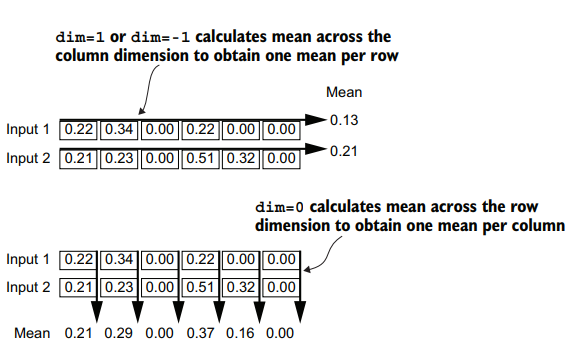 dim=1 or dim=-1 calculates mean across the
column dimension to obtain one mean per row
Mean
Input 1 0.22 0.34 0.00 0.22 0.00 0.00 0.13
Input 2 0.21 0.23 0.00 0.51 0.32 0.00 0.21
dim=0 calculates mean across the row
dimension to obtain one mean per column
Input 1 0.22 0.34 0.00 0.22 0.00 0.00
Input 2 0.21 0.23 0.00 0.51 0.32 0.00
Mean 0.21 0.29 0.00 0.37 0.16 0.00